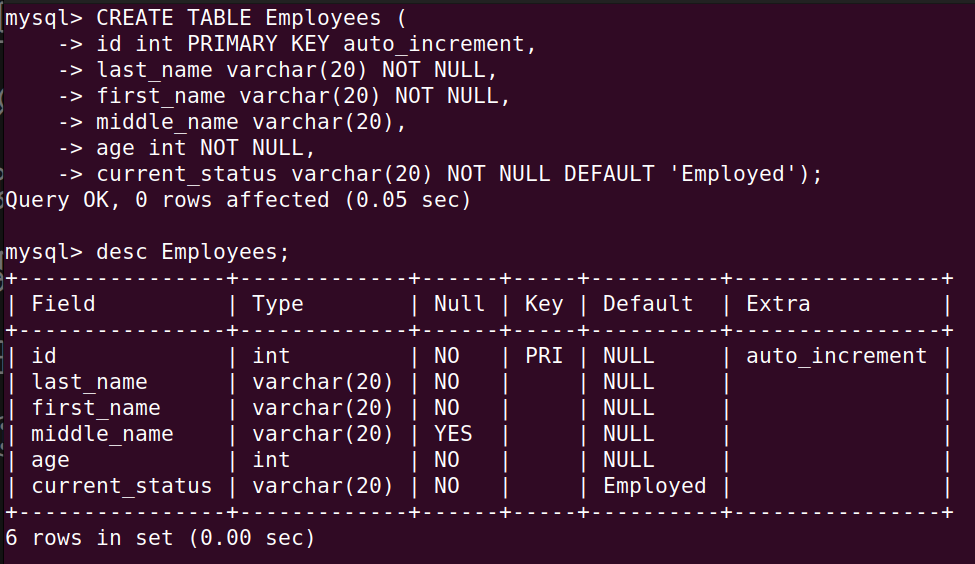 mysql> CREATE TABLE Employees (
    -> id int PRIMARY KEY auto_increment,
    -> last_name varchar(20) NOT NULL,
    -> first_name varchar(20) NOT NULL,
    -> middle_name varchar(20),
    -> age int NOT NULL,
    -> current_status varchar(20) NOT NULL DEFAULT 'Employed');
Query OK, 0 rows affected (0.05 sec)

mysql> desc Employees;
+----------------+-------------+------+-----+----------+----------------+
| Field          | Type        | Null | Key | Default  | Extra          |
+----------------+-------------+------+-----+----------+----------------+
| id             | int         | NO   | PRI | NULL     | auto_increment |
| last_name      | varchar(20) | NO   |     | NULL     |                |
| first_name     | varchar(20) | NO   |     | NULL     |                |
| middle_name    | varchar(20) | YES  |     | NULL     |                |
| age            | int         | NO   |     | NULL     |                |
| current_status | varchar(20) | NO   |     | Employed |                |
+----------------+-------------+------+-----+----------+----------------+
6 rows in set (0.00 sec)